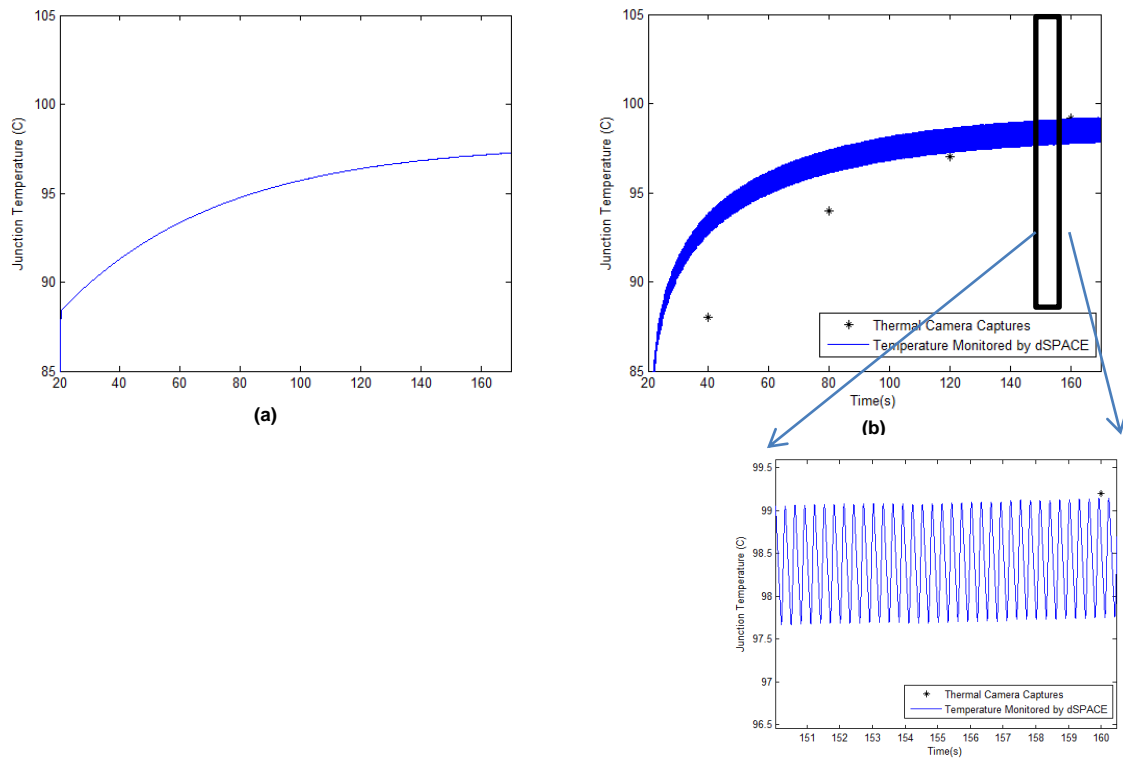 105
100
95
90
85
Junction Temperature (C)
20 40 60 80 100 120 140 160
(a)
105
100
95
90
85
Junction Temperature (C)
Thermal Camera Captures
Temperature Monitored by dSPACE
20 40 60 80 100 120 140 160
Time(s)
(b)
99.5
99
98.5
98
97.5
97
96.5
Junction Temperature (C)
Thermal Camera Captures
Temperature Monitored by dSPACE
151 152 153 154 155 156 157 158 159 160
Time(s)